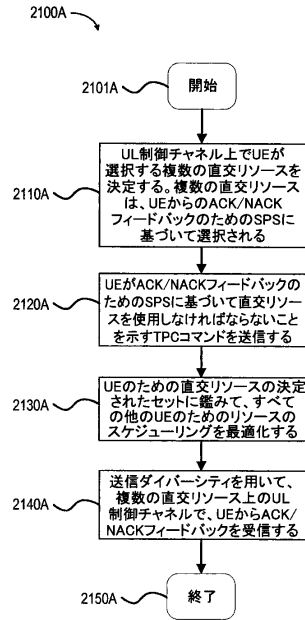 2100A
2101A
開始
2110A
UL制御チャネル上でUEが
選択する複数の直交リソースを
決定する。複数の直交リソース
は、UEからのACK/NACK
フィードバックのためのSPSに
基づいて選択される
2120A
UEがACK/NACKフィードバックの
ためのSPSに基づいて直交リソー
スを使用しなければならないこと
を示すTPCコマンドを送信する
2130A
UEのための直交リソースの決定
されたセットに鑑みて、すべて
の他のUEのためのリソースの
スケジューリングを最適化する
2140A
送信ダイバーシティを用いて、
複数の直交リソース上のUL
制御チャネルで、UEからACK/
NACKフィードバックを受信する
2150A
終了